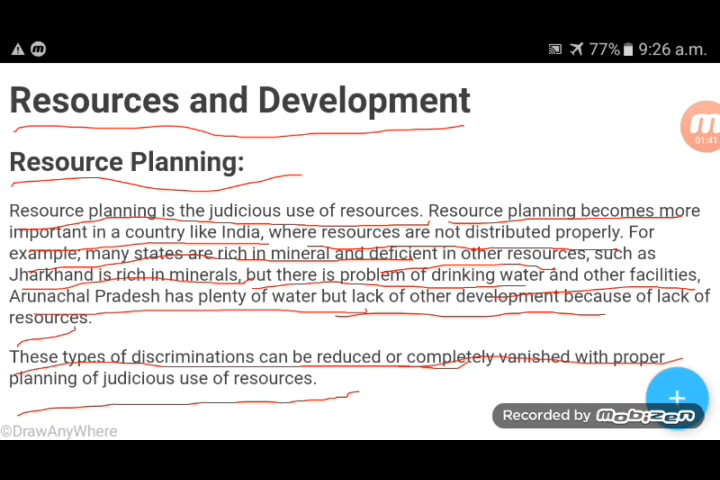 77% 9:26 a.m.
Resources and Development
01:41
Resource Planning:
Resource planning is the judicious use of resources. Resource planning becomes more
important in a country like India, where resources are not distributed properly. For
example; many states are rich in mineral and deficient in other resources, such as
Jharkhand is rich in minerals, but there is problem of drinking water and other facilities,
Arunachal Pradesh has plenty of water but lack of other development because of lack of
resources.
These types of discriminations can be reduced or completely vanished with proper
planning of judicious use of resources.
Recorded by mobizen
©DrawAnyWhere